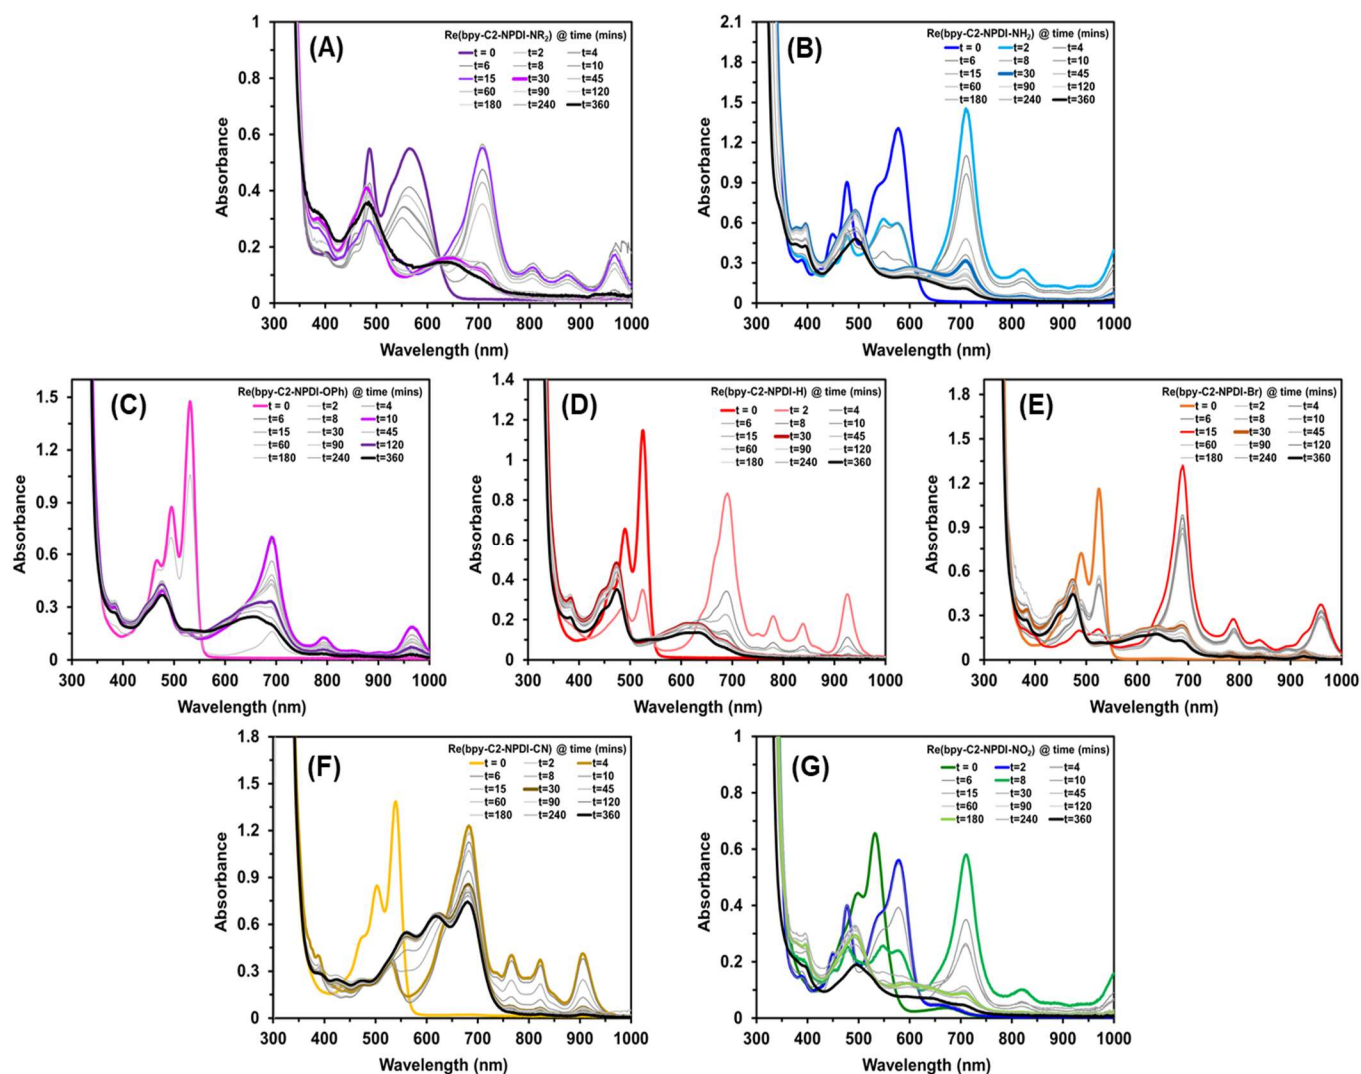 (A)
Re(bpy-C2-NPDI-NR2) @ time (mins)
t = 0 t=2 t=4
t=6 t=8 t=10
t=15 t=30 t=45
t=60 t=90 t=120
t=180 t=240 t=360
1
0.8
0.6
0.4
0.2
0
Absorbance
300 400 500 600 700 800 900 1000
Wavelength (nm)
(B)
Re(bpy-C2-NPDI-NH2) @ time (mins)
t = 0 t=2 t=4
t=6 t=8 t=10
t=15 t=30 t=45
t=60 t=90 t=120
t=180 t=240 t=360
2.1
1.8
1.5
1.2
0.9
0.6
0.3
0
Absorbance
300 400 500 600 700 800 900 1000
Wavelength (nm)
(C)
Re(bpy-C2-NPDI-OPh) @ time (mins)
t = 0 t=2 t=4
t=6 t=8 t=10
t=15 t=30 t=45
t=60 t=90 t=120
t=180 t=240 t=360
1.5
1.2
0.9
0.6
0.3
0
Absorbance
300 400 500 600 700 800 900 1000
Wavelength (nm)
(D)
Re(bpy-C2-NPDI-H) @ time (mins)
t = 0 t = 2 t=4
t=6 t=8 t=10
t=15 t=30 t=45
t=60 t=90 t=120
t=180 t=240 t=360
1.4
1.2
1
0.8
0.6
0.4
0.2
0
Absorbance
300 400 500 600 700 800 900 1000
Wavelength (nm)
(E)
Re(bpy-C2-NPDI-Br) @ time (mins)
t = 0 t=2 t=4
t=6 t=8 t=10
t=15 t=30 t=45
t=60 t=90 t=120
t=180 t=240 t=360
1.8
1.5
1.2
0.9
0.6
0.3
0
Absorbance
300 400 500 600 700 800 900 1000
Wavelength (nm)
(F)
Re(bpy-C2-NPDI-CN) @ time (mins)
t = 0 t=2 t=4
t=6 t=8 t=10
t=15 t=30 t=45
t=60 t=90 t=120
t=180 t=240 t=360
1.8
1.5
1.2
0.9
0.6
0.3
0
Absorbance
300 400 500 600 700 800 900 1000
Wavelength (nm)
(G)
Re(bpy-C2-NPDI-NO2) @ time (mins)
t = 0 t=2 t=4
t=6 t=8 t=10
t=15 t=30 t=45
t=60 t=90 t=120
t=180 t=240 t=360
1
0.8
0.6
0.4
0.2
0
Absorbance
300 400 500 600 700 800 900 1000
Wavelength (nm)